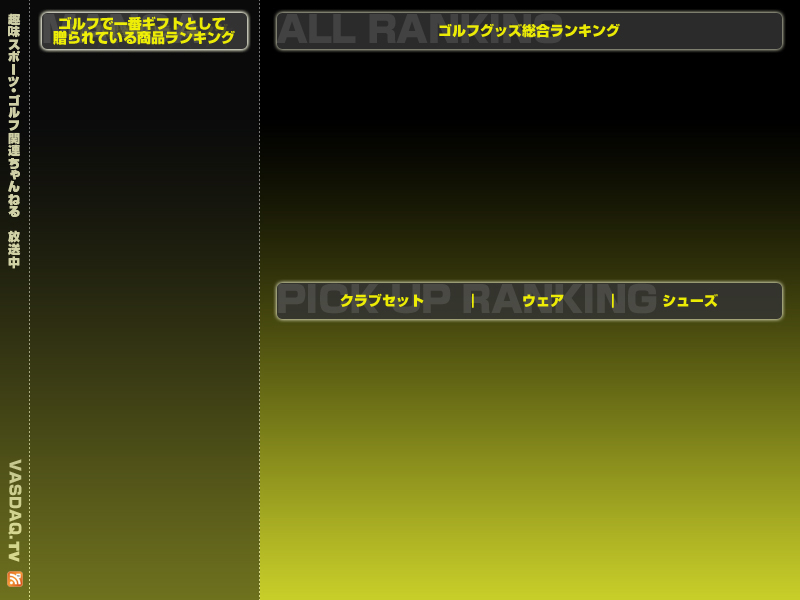 趣味スポーツ・ゴルフ関連ちゃんねる 放送中
VASDAQ.TV
ゴルフで一番ギフトとして
贈られている商品ランキング
ALL RANKING
ゴルフグッズ総合ランキング
PICK UP RANKING
クラブセット | ウェア | シューズ